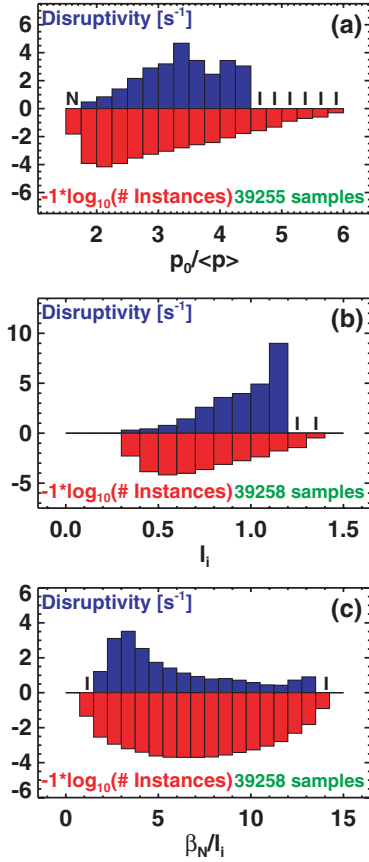 6
Disruptivity [s⁻¹]
(a)
4
2
N
I I I I I I
0
-2
-4
-6
-1*log₁₀(# Instances) 39255 samples
2 3 4 5 6
p₀/<p>
10
Disruptivity [s⁻¹]
(b)
5
I I
0
-5
-1*log₁₀(# Instances) 39258 samples
0.0 0.5 1.0 1.5
lᵢ
6
Disruptivity [s⁻¹]
(c)
4
2
I
I
0
-2
-4
-6
-1*log₁₀(# Instances) 39258 samples
0 5 10 15
β_N/lᵢ